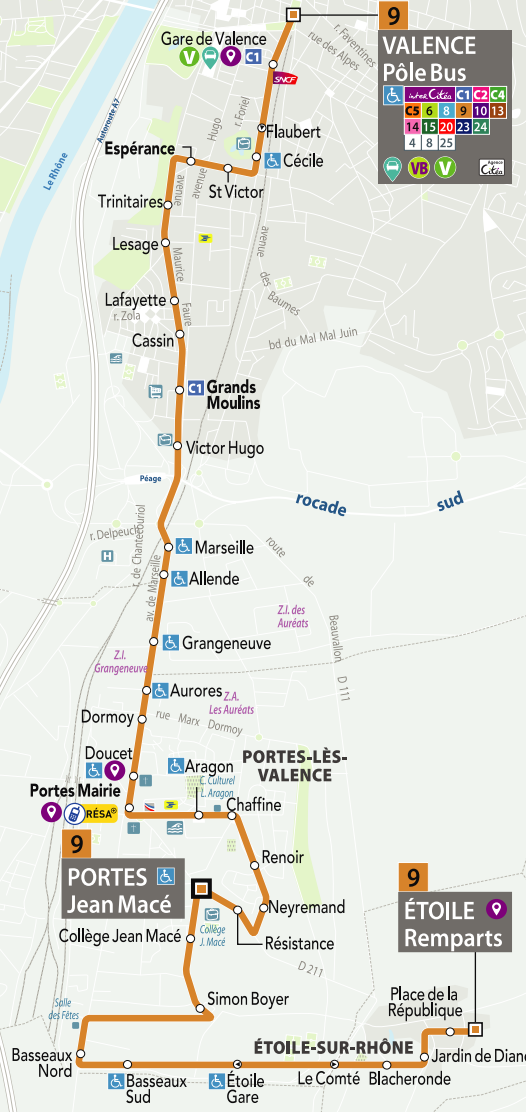 9
VALENCE
Pôle Bus
interCitéa C1 C2 C4
C5 6 8 9 10 13
14 15 20 23 24
4 8 25
VB V
Agence
Citéa
Gare de Valence
V C1
SNCF
r. Faventines
rue des Alpes
Autoroute A7
Le Rhône
Hugo
r. Foriel
avenue
Flaubert
Espérance
Cécile
St Victor
avenue
Trinitaires
Lesage
Maurice
Faure
avenue
des
Baumes
Lafayette
r. Zola
Cassin
bd du Mal Mal Juin
C1 Grands
Moulins
Victor Hugo
Péage
rocade
sud
r. Delpeuch
r. de Chantecouriol
H
av. de Marseille
Marseille
route
de
Beauvallon
D 111
Allende
Z.I. des
Auréats
Grangeneuve
Z.I.
Grangeneuve
Aurores
Z.A.
Les Auréats
Dormoy
rue Marx Dormoy
Doucet
Aragon
PORTES-LÈS-
VALENCE
C. Culturel
L. Aragon
Portes Mairie
RÉSA®
Chaffine
9
PORTES
Jean Macé
Renoir
9
ÉTOILE
Remparts
Neyremand
Collège Jean Macé
Collège
J. Macé
Résistance
D 211
Place de la
République
Simon Boyer
Salle
des Fêtes
ÉTOILE-SUR-RHÔNE
Basseaux
Nord
Jardin de Diane
Basseaux
Sud
Étoile
Gare
Le Comté
Blacheronde